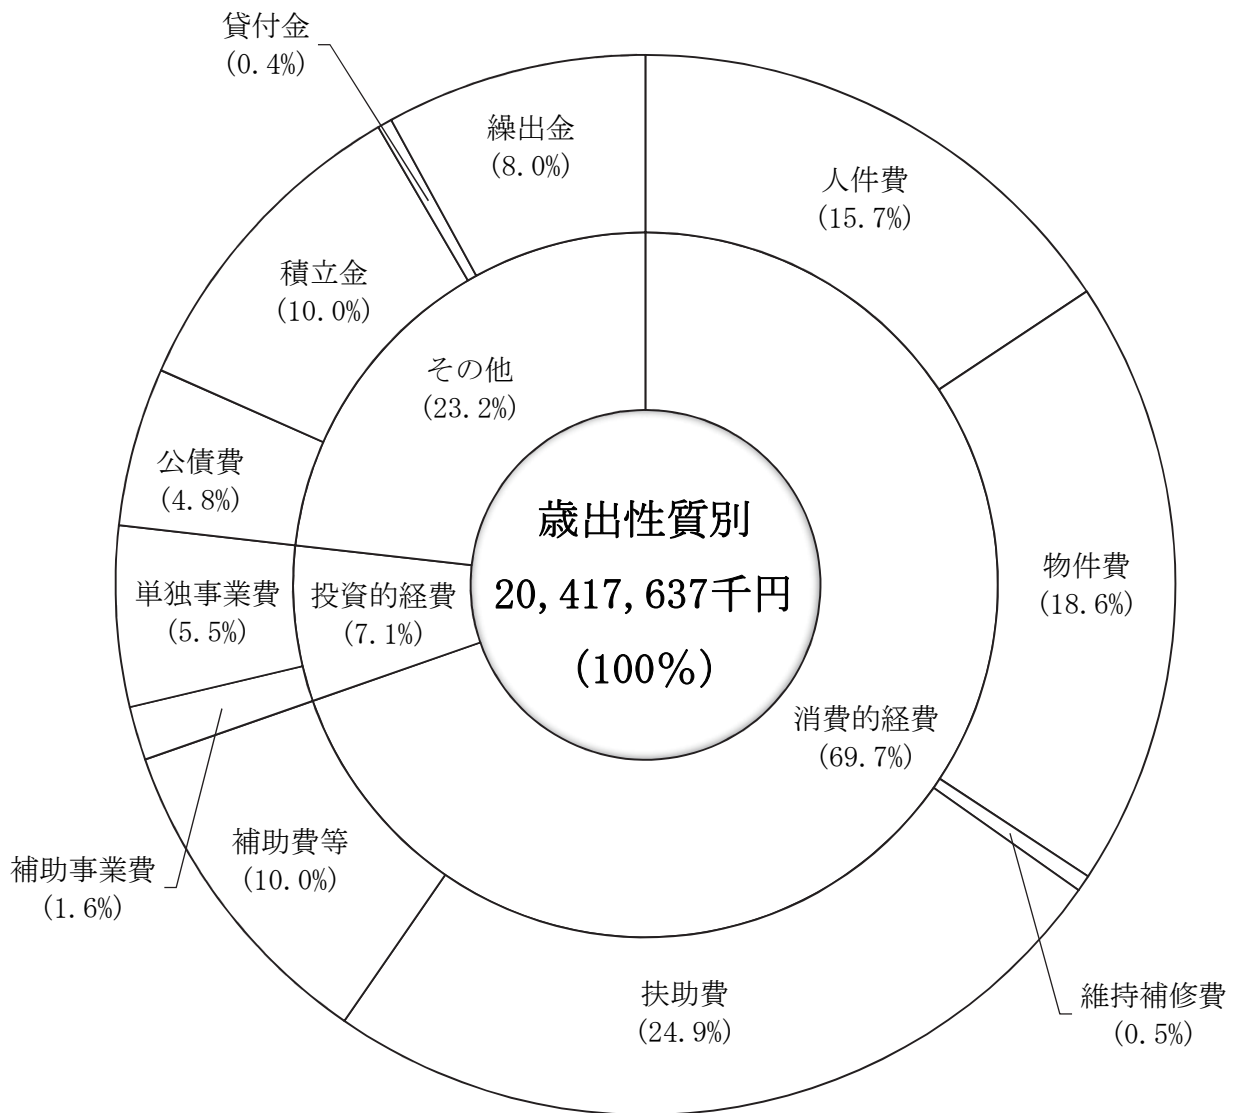 貸付金
(0.4%)
繰出金
(8.0%)
人件費
(15.7%)
積立金
(10.0%)
その他
(23.2%)
公債費
(4.8%)
歳出性質別
20,417,637千円
(100%)
物件費
(18.6%)
単独事業費
(5.5%)
投資的経費
(7.1%)
消費的経費
(69.7%)
補助費等
(10.0%)
補助事業費
(1.6%)
扶助費
(24.9%)
維持補修費
(0.5%)